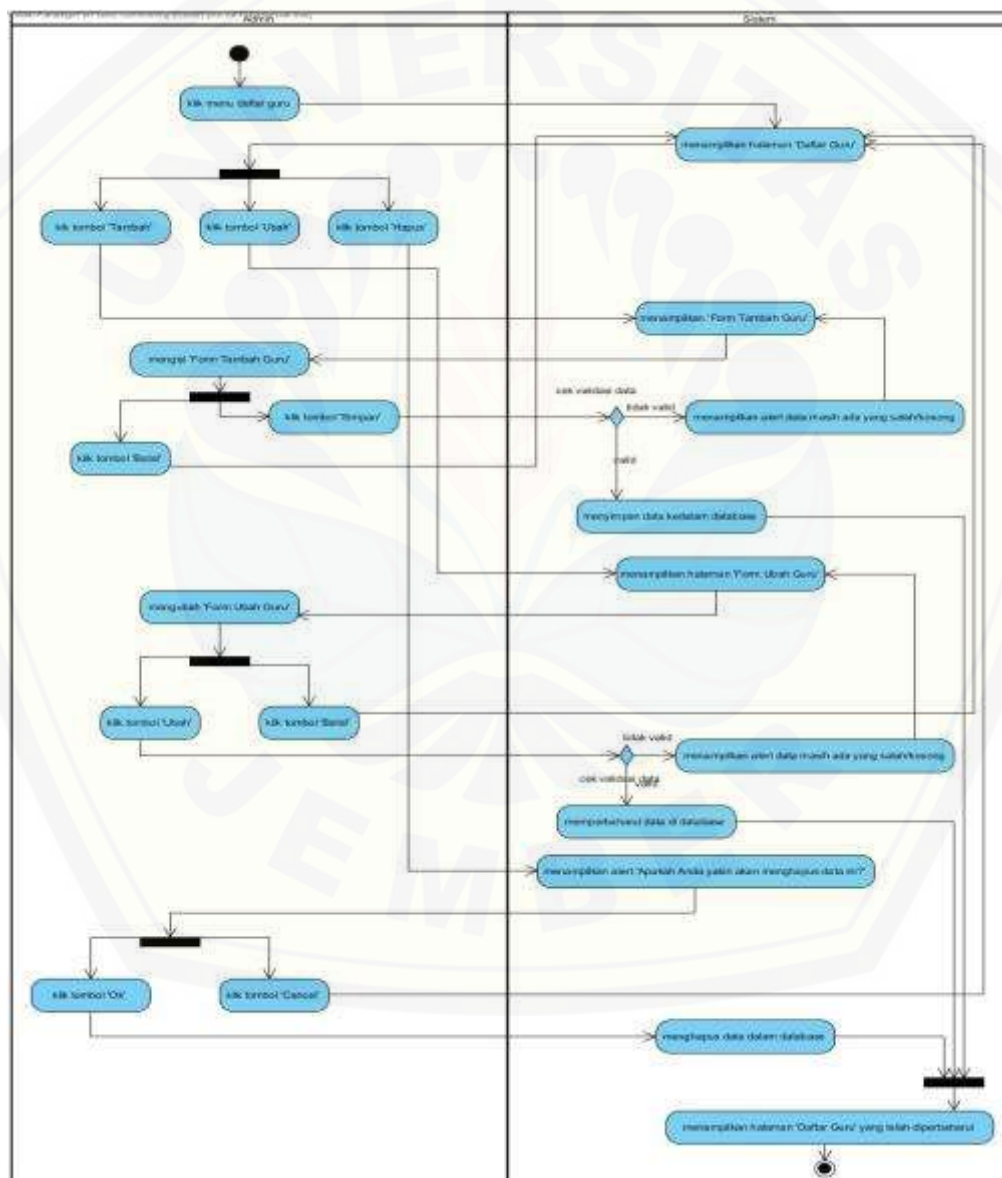 Admin
Sistem
klik menu daftar guru
menampilkan halaman 'Daftar Guru'
klik tombol 'Tambah'
klik tombol 'Ubah'
klik tombol 'Hapus'
menampilkan 'Form Tambah Guru'
mengisi 'Form Tambah Guru'
cek validasi data
tidak valid
klik tombol 'Simpan'
menampilkan alert data masih ada yang salah/kosong
klik tombol 'Batal'
valid
menyimpan data kedalam database
menampilkan halaman 'Form Ubah Guru'
mengubah 'Form Ubah Guru'
klik tombol 'Ubah'
klik tombol 'Batal'
tidak valid
menampilkan alert data masih ada yang salah/kosong
cek validasi data
valid
memperbaharui data di database
menampilkan alert 'Apakah Anda yakin akan menghapus data ini?'
klik tombol 'Ok'
klik tombol 'Cancel'
menghapus data dalam database
menampilkan halaman 'Daftar Guru' yang telah diperbaharui
UNIVERSITAS
JEMBER